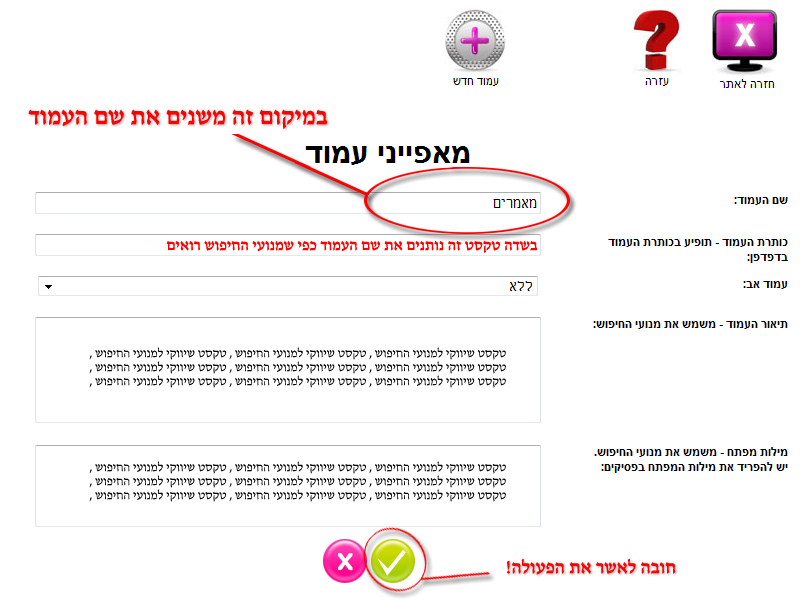 חזרה לאתר
עזרה
עמוד חדש
במיקום זה משנים את שם העמוד
מאפייני עמוד
שם העמוד:
מאמרים
כותרת העמוד - תופיע בכותרת העמוד
בדפדפן:
בשדה טקסט זה נותנים את שם העמוד כפי שמנועי החיפוש רואים
עמוד אב:
ללא
תיאור העמוד - משמש את מנועי החיפוש:
טקסט שיווקי למנועי החיפוש , טקסט שיווקי למנועי החיפוש , טקסט שיווקי למנועי החיפוש ,
טקסט שיווקי למנועי החיפוש , טקסט שיווקי למנועי החיפוש , טקסט שיווקי למנועי החיפוש ,
טקסט שיווקי למנועי החיפוש , טקסט שיווקי למנועי החיפוש , טקסט שיווקי למנועי החיפוש ,
מילות מפתח - משמש את מנועי החיפוש.
יש להפריד את מילות המפתח בפסיקים:
טקסט שיווקי למנועי החיפוש , טקסט שיווקי למנועי החיפוש , טקסט שיווקי למנועי החיפוש ,
טקסט שיווקי למנועי החיפוש , טקסט שיווקי למנועי החיפוש , טקסט שיווקי למנועי החיפוש ,
טקסט שיווקי למנועי החיפוש , טקסט שיווקי למנועי החיפוש , טקסט שיווקי למנועי החיפוש ,
חובה לאשר את הפעולה!